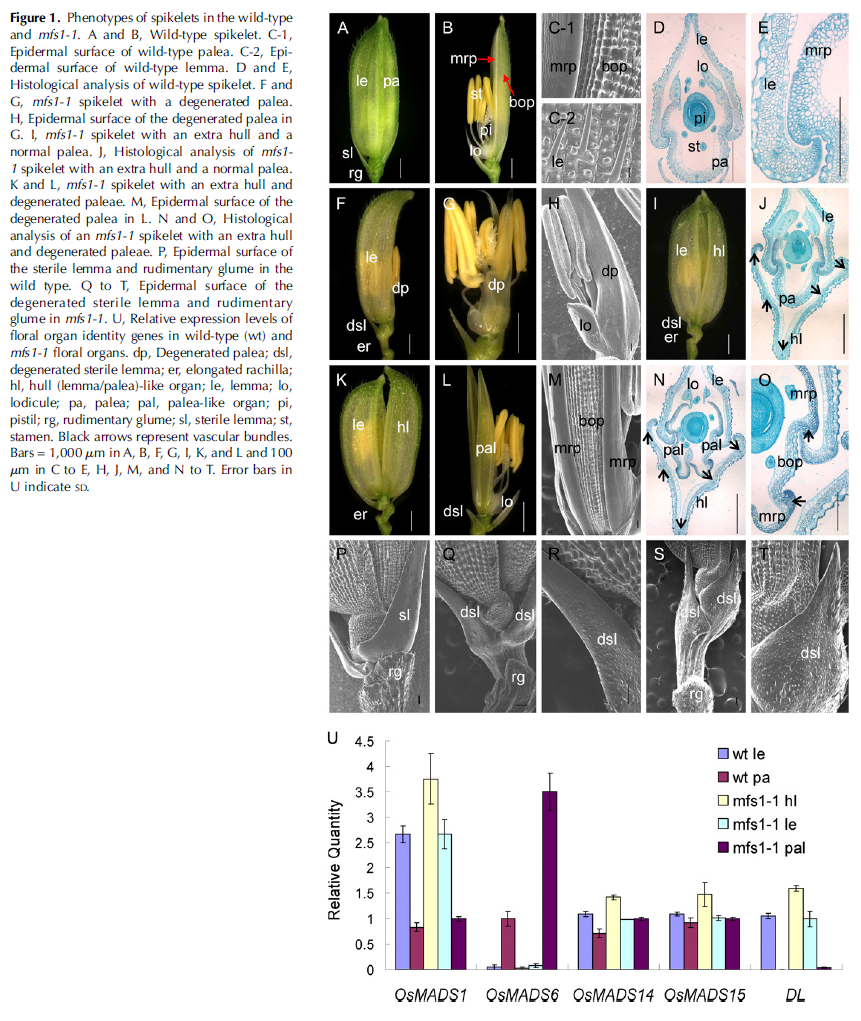 Figure 1. Phenotypes of spikelets in the wild-type
and mfs1-1. A and B, Wild-type spikelet. C-1,
Epidermal surface of wild-type palea. C-2, Epi-
dermal surface of wild-type lemma. D and E,
Histological analysis of wild-type spikelet. F and
G, mfs1-1 spikelet with a degenerated palea.
H, Epidermal surface of the degenerated palea in
G. I, mfs1-1 spikelet with an extra hull and a
normal palea. J, Histological analysis of mfs1-
1 spikelet with an extra hull and a normal palea.
K and L, mfs1-1 spikelet with an extra hull and
degenerated paleae. M, Epidermal surface of the
degenerated palea in L. N and O, Histological
analysis of an mfs1-1 spikelet with an extra hull
and degenerated paleae. P, Epidermal surface of
the sterile lemma and rudimentary glume in the
wild type. Q to T, Epidermal surface of the
degenerated sterile lemma and rudimentary
glume in mfs1-1. U, Relative expression levels of
floral organ identity genes in wild-type (wt) and
mfs1-1 floral organs. dp, Degenerated palea; dsl,
degenerated sterile lemma; er, elongated rachilla;
hl, hull (lemma/palea)-like organ; le, lemma; lo,
lodicule; pa, palea; pal, palea-like organ; pi,
pistil; rg, rudimentary glume; sl, sterile lemma; st,
stamen. Black arrows represent vascular bundles.
Bars = 1,000 μm in A, B, F, G, I, K, and L and 100
μm in C to E, H, J, M, and N to T. Error bars in
U indicate SD.
A
le pa
sl
rg
B
mrp
st
bop
pi
lo
C-1
mrp bop
C-2
le
D
le
lo
pi
st
pa
E
mrp
le
F
le
dp
dsl
er
G
dp
H
dp
lo
I
le hl
dsl
er
J
le
pa
hl
K
le hl
er
L
pal
dsl lo
M
bop
mrp mrp
N
lo le
pal pal
hl
O
mrp
bop
mrp
P
sl
rg
Q
dsl dsl
rg
R
dsl
S
dsl dsl
rg
T
dsl
U
Relative Quantity
4.5
4
3.5
3
2.5
2
1.5
1
0.5
0
wt le
wt pa
mfs1-1 hl
mfs1-1 le
mfs1-1 pal
OsMADS1 OsMADS6 OsMADS14 OsMADS15 DL